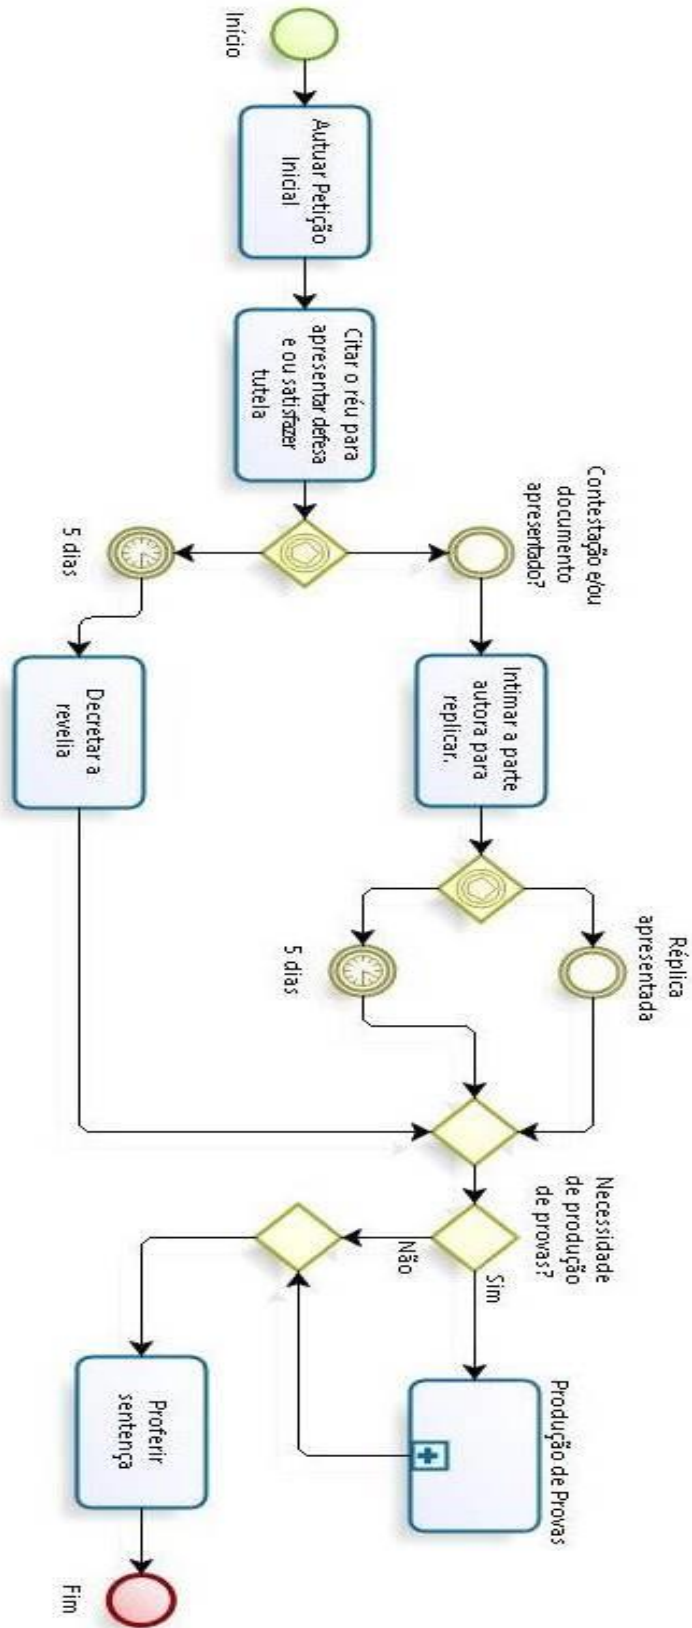 Início
Autuar Petição
Inicial
Citar o réu para
apresentar defesa
e ou satisfazer
tutela
Contestação e/ou
documento
apresentado?
5 dias
Intimar a parte
autora para
replicar.
Decretar a
revelia
Réplica
apresentada
5 dias
Necessidade
de produção
de provas?
Sim
Não
Produção de Provas
Proferir
sentença
Fim